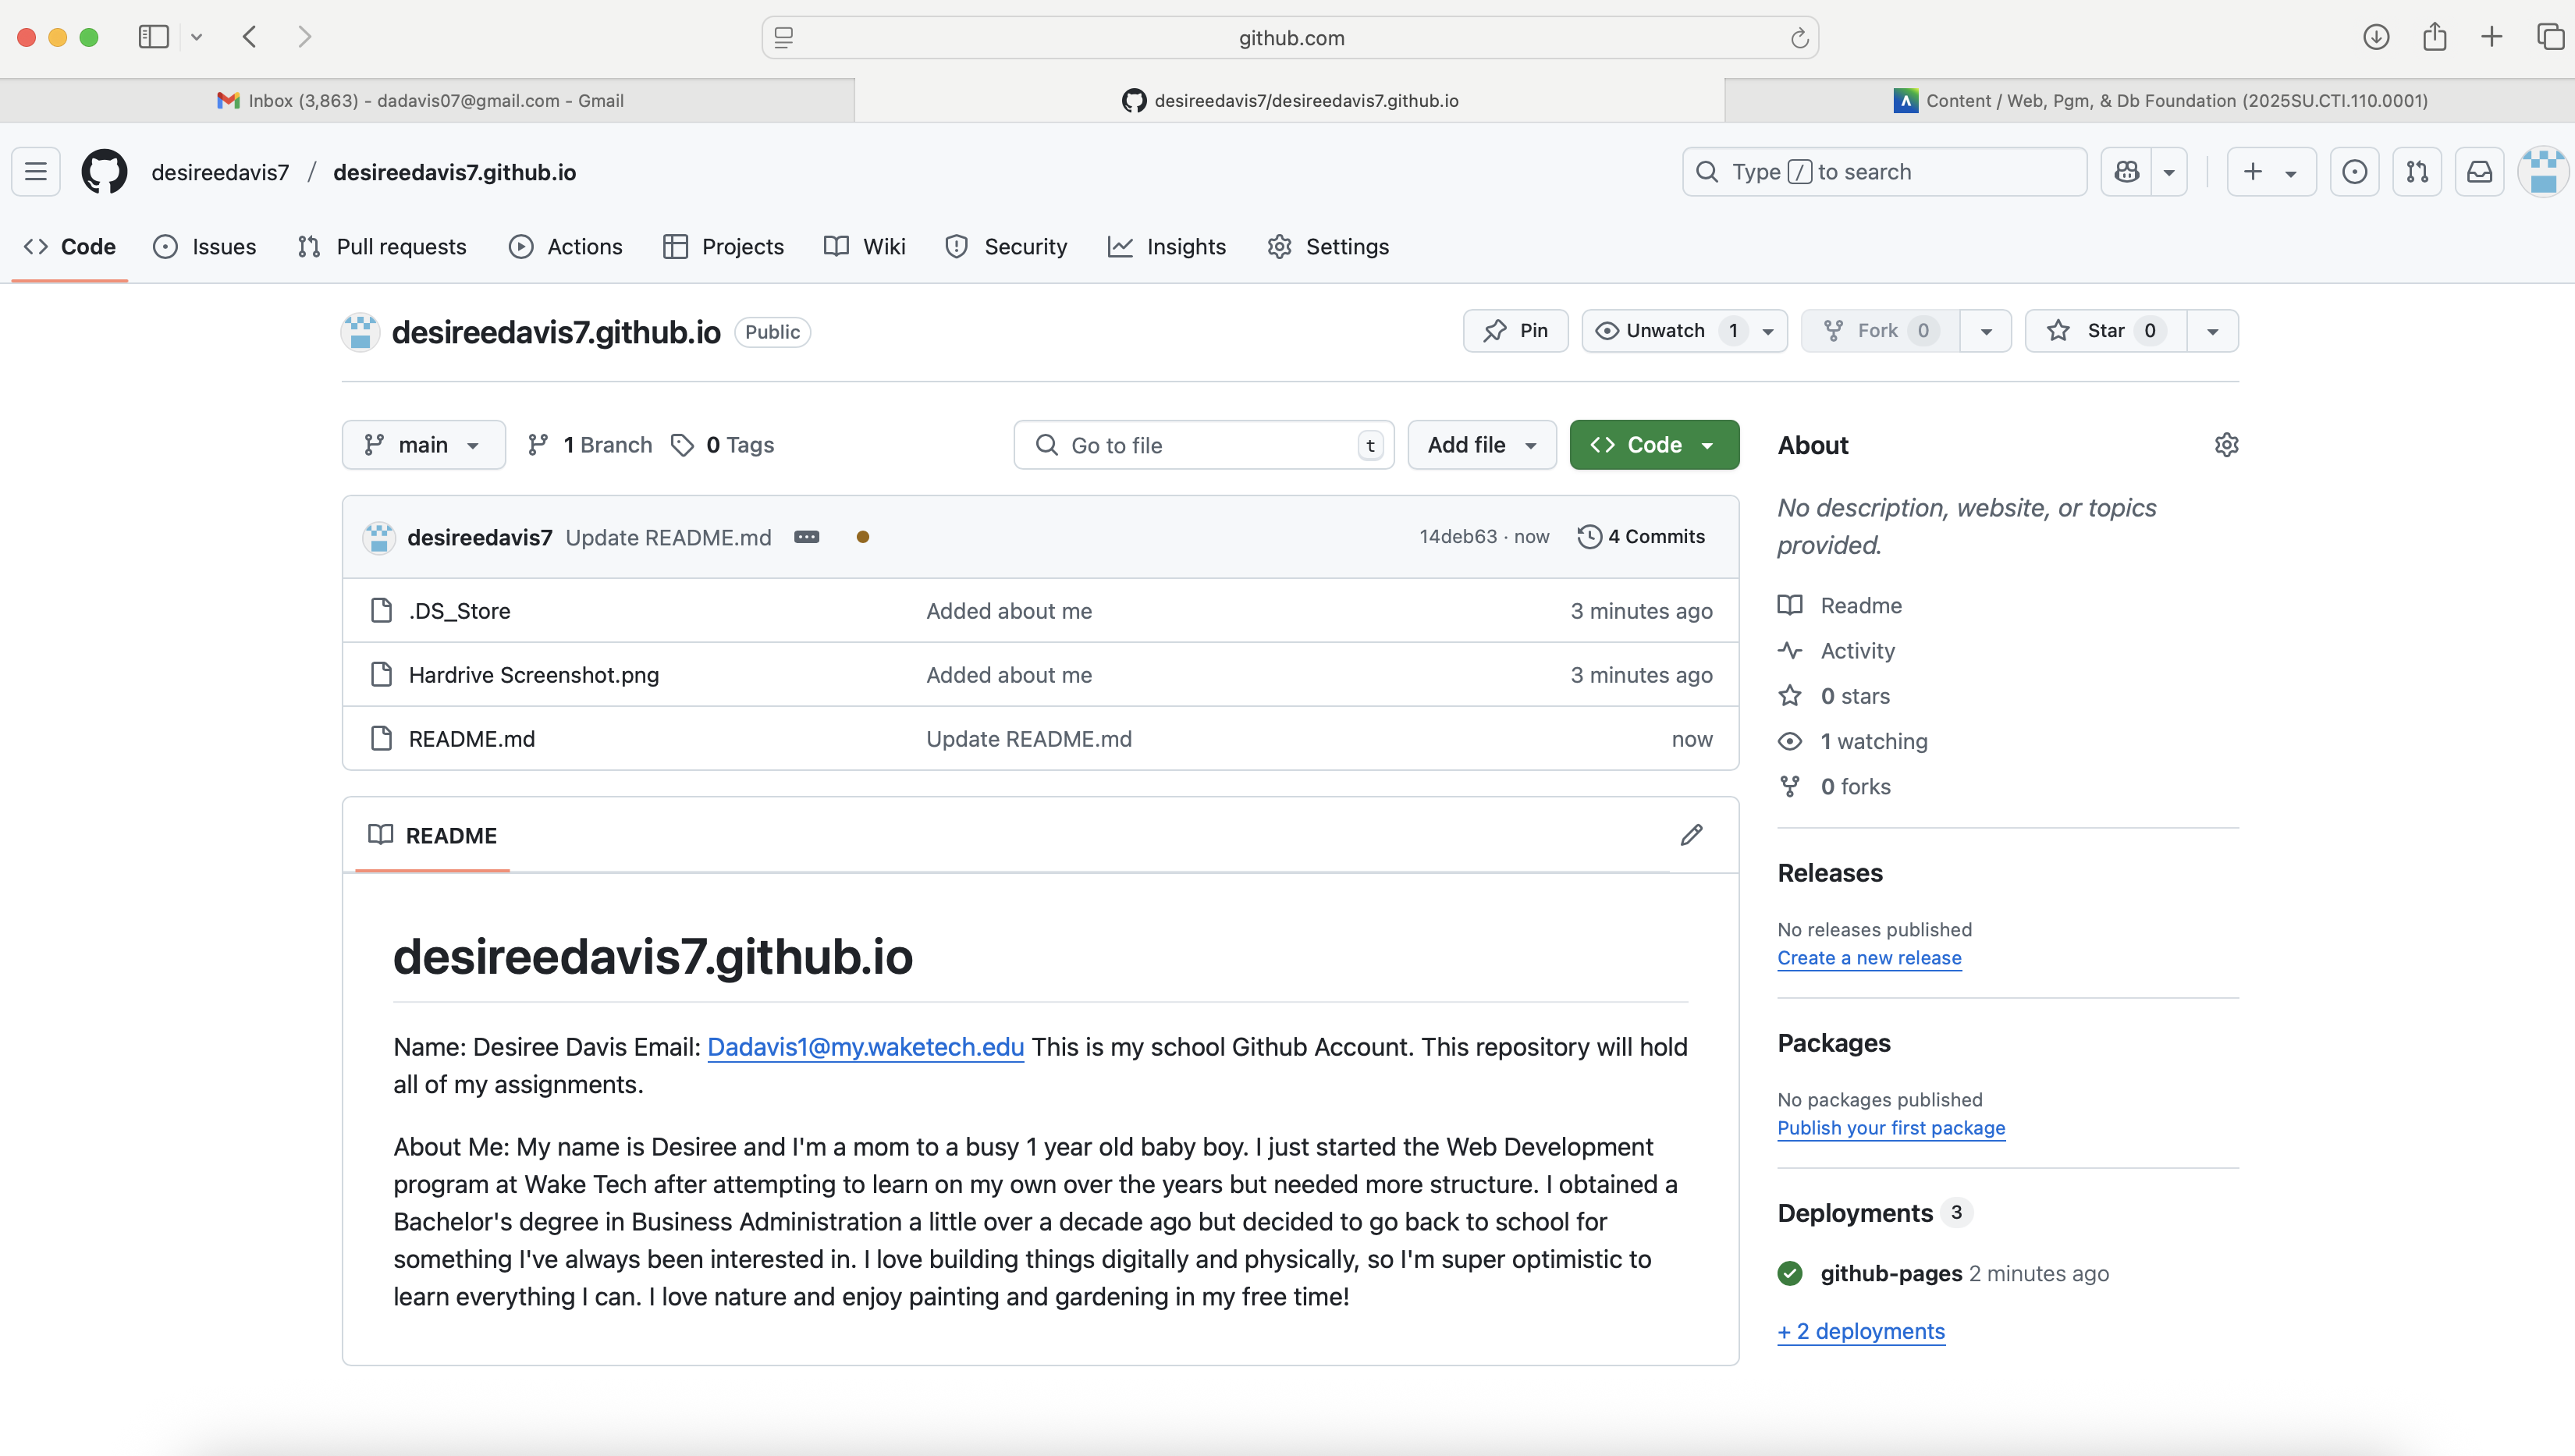 github.com
Inbox (3,863) - dadavis07@gmail.com - Gmail
desireedavis7/desireedavis7.github.io
Content / Web, Pgm, & Db Foundation (2025SU.CTI.110.0001)
desireedavis7 / desireedavis7.github.io
Type / to search
Code
Issues
Pull requests
Actions
Projects
Wiki
Security
Insights
Settings
desireedavis7.github.io Public
Pin
Unwatch 1
Fork 0
Star 0
main
1 Branch
0 Tags
Go to file t
Add file
Code
desireedavis7 Update README.md
14deb63 · now
4 Commits
.DS_Store Added about me 3 minutes ago
Hardrive Screenshot.png Added about me 3 minutes ago
README.md Update README.md now
README
desireedavis7.github.io
Name: Desiree Davis Email: Dadavis1@my.waketech.edu This is my school Github Account. This repository will hold
all of my assignments.
About Me: My name is Desiree and I'm a mom to a busy 1 year old baby boy. I just started the Web Development
program at Wake Tech after attempting to learn on my own over the years but needed more structure. I obtained a
Bachelor's degree in Business Administration a little over a decade ago but decided to go back to school for
something I've always been interested in. I love building things digitally and physically, so I'm super optimistic to
learn everything I can. I love nature and enjoy painting and gardening in my free time!
About
No description, website, or topics
provided.
Readme
Activity
0 stars
1 watching
0 forks
Releases
No releases published
Create a new release
Packages
No packages published
Publish your first package
Deployments 3
github-pages 2 minutes ago
+ 2 deployments